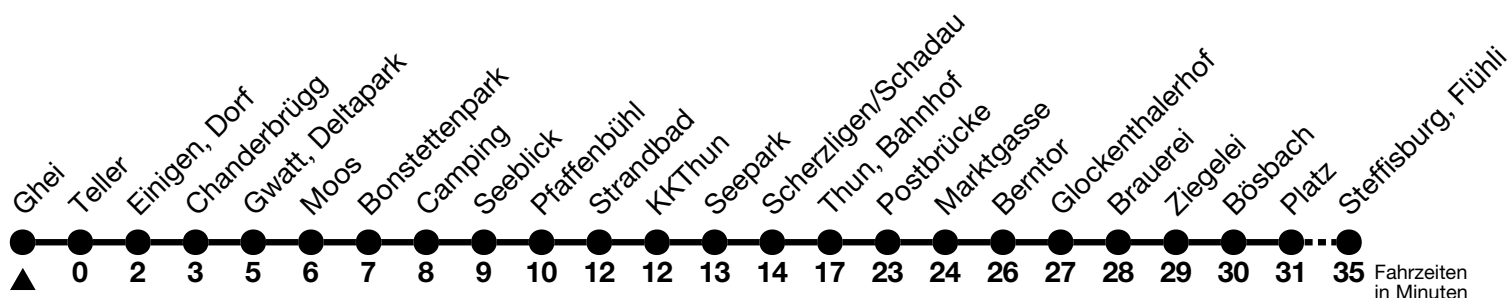 Ghei
Teller
Einigen, Dorf
Chanderbrügg
Gwatt, Deltapark
Moos
Bonstettenpark
Camping
Seeblick
Pfaffenbühl
Strandbad
KKThun
Seepark
Scherzligen/Schadau
Thun, Bahnhof
Postbrücke
Marktgasse
Berntor
Glockenthalerhof
Brauerei
Ziegelei
Bösbach
Platz
Steffisburg, Flühli
0 2 3 5 6 7 8 9 10 12 12 13 14 17 23 24 26 27 28 29 30 31 35 Fahrzeiten
in Minuten